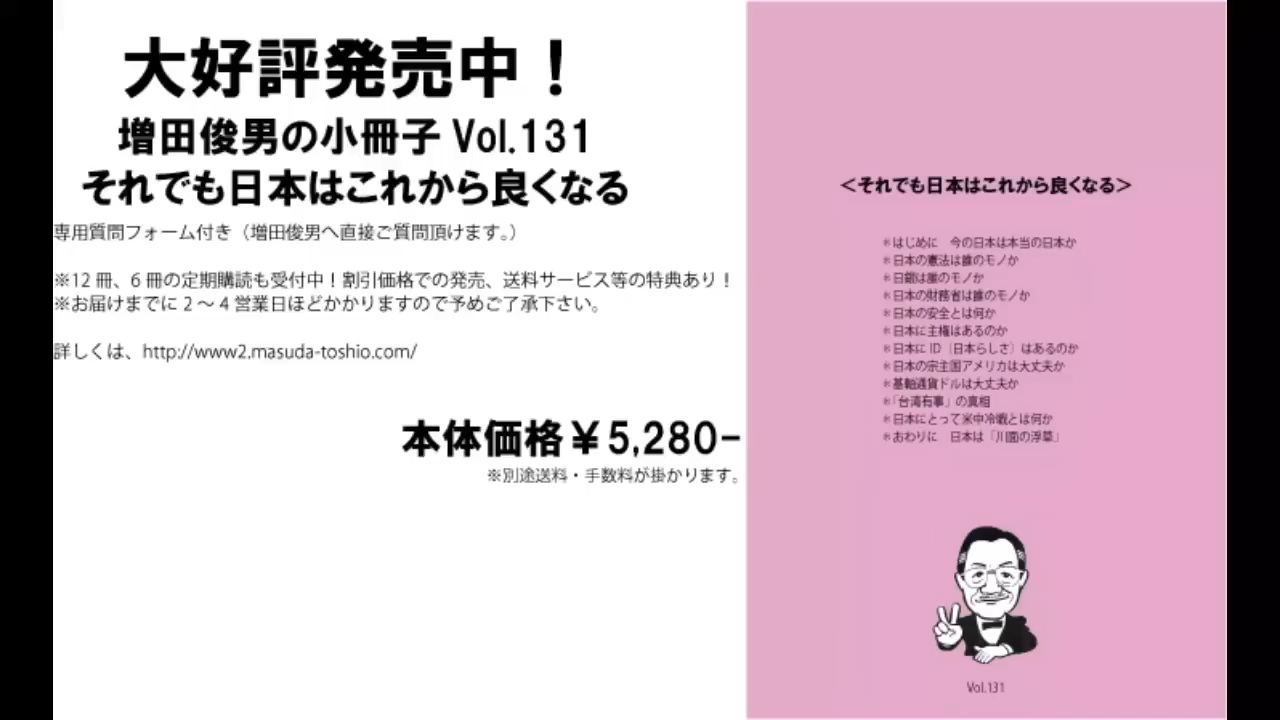 大好評発売中！
増田俊男の小冊子 Vol.131
それでも日本はこれから良くなる
専用質問フォーム付き（増田俊男へ直接ご質問頂けます。）
※12 冊、6 冊の定期購読も受付中！割引価格での発売、送料サービス等の特典あり！
※お届けまでに 2 〜 4 営業日ほどかかりますので予めご了承下さい。
詳しくは、http://www2.masuda-toshio.com/
本体価格￥5,280−
※別途送料・手数料が掛かります。
＜それでも日本はこれから良くなる＞
＊はじめに　今の日本は本当の日本か
＊日本の憲法は誰のモノか
＊日銀は誰のモノか
＊日本の財務省は誰のモノか
＊日本の安全とは何か
＊日本に主権はあるのか
＊日本に ID（日本らしさ）はあるのか
＊日本の宗主国アメリカは大丈夫か
＊基軸通貨ドルは大丈夫か
＊「台湾有事」の真相
＊日本にとって米中冷戦とは何か
＊おわりに　日本は「川面の浮草」
Vol.131